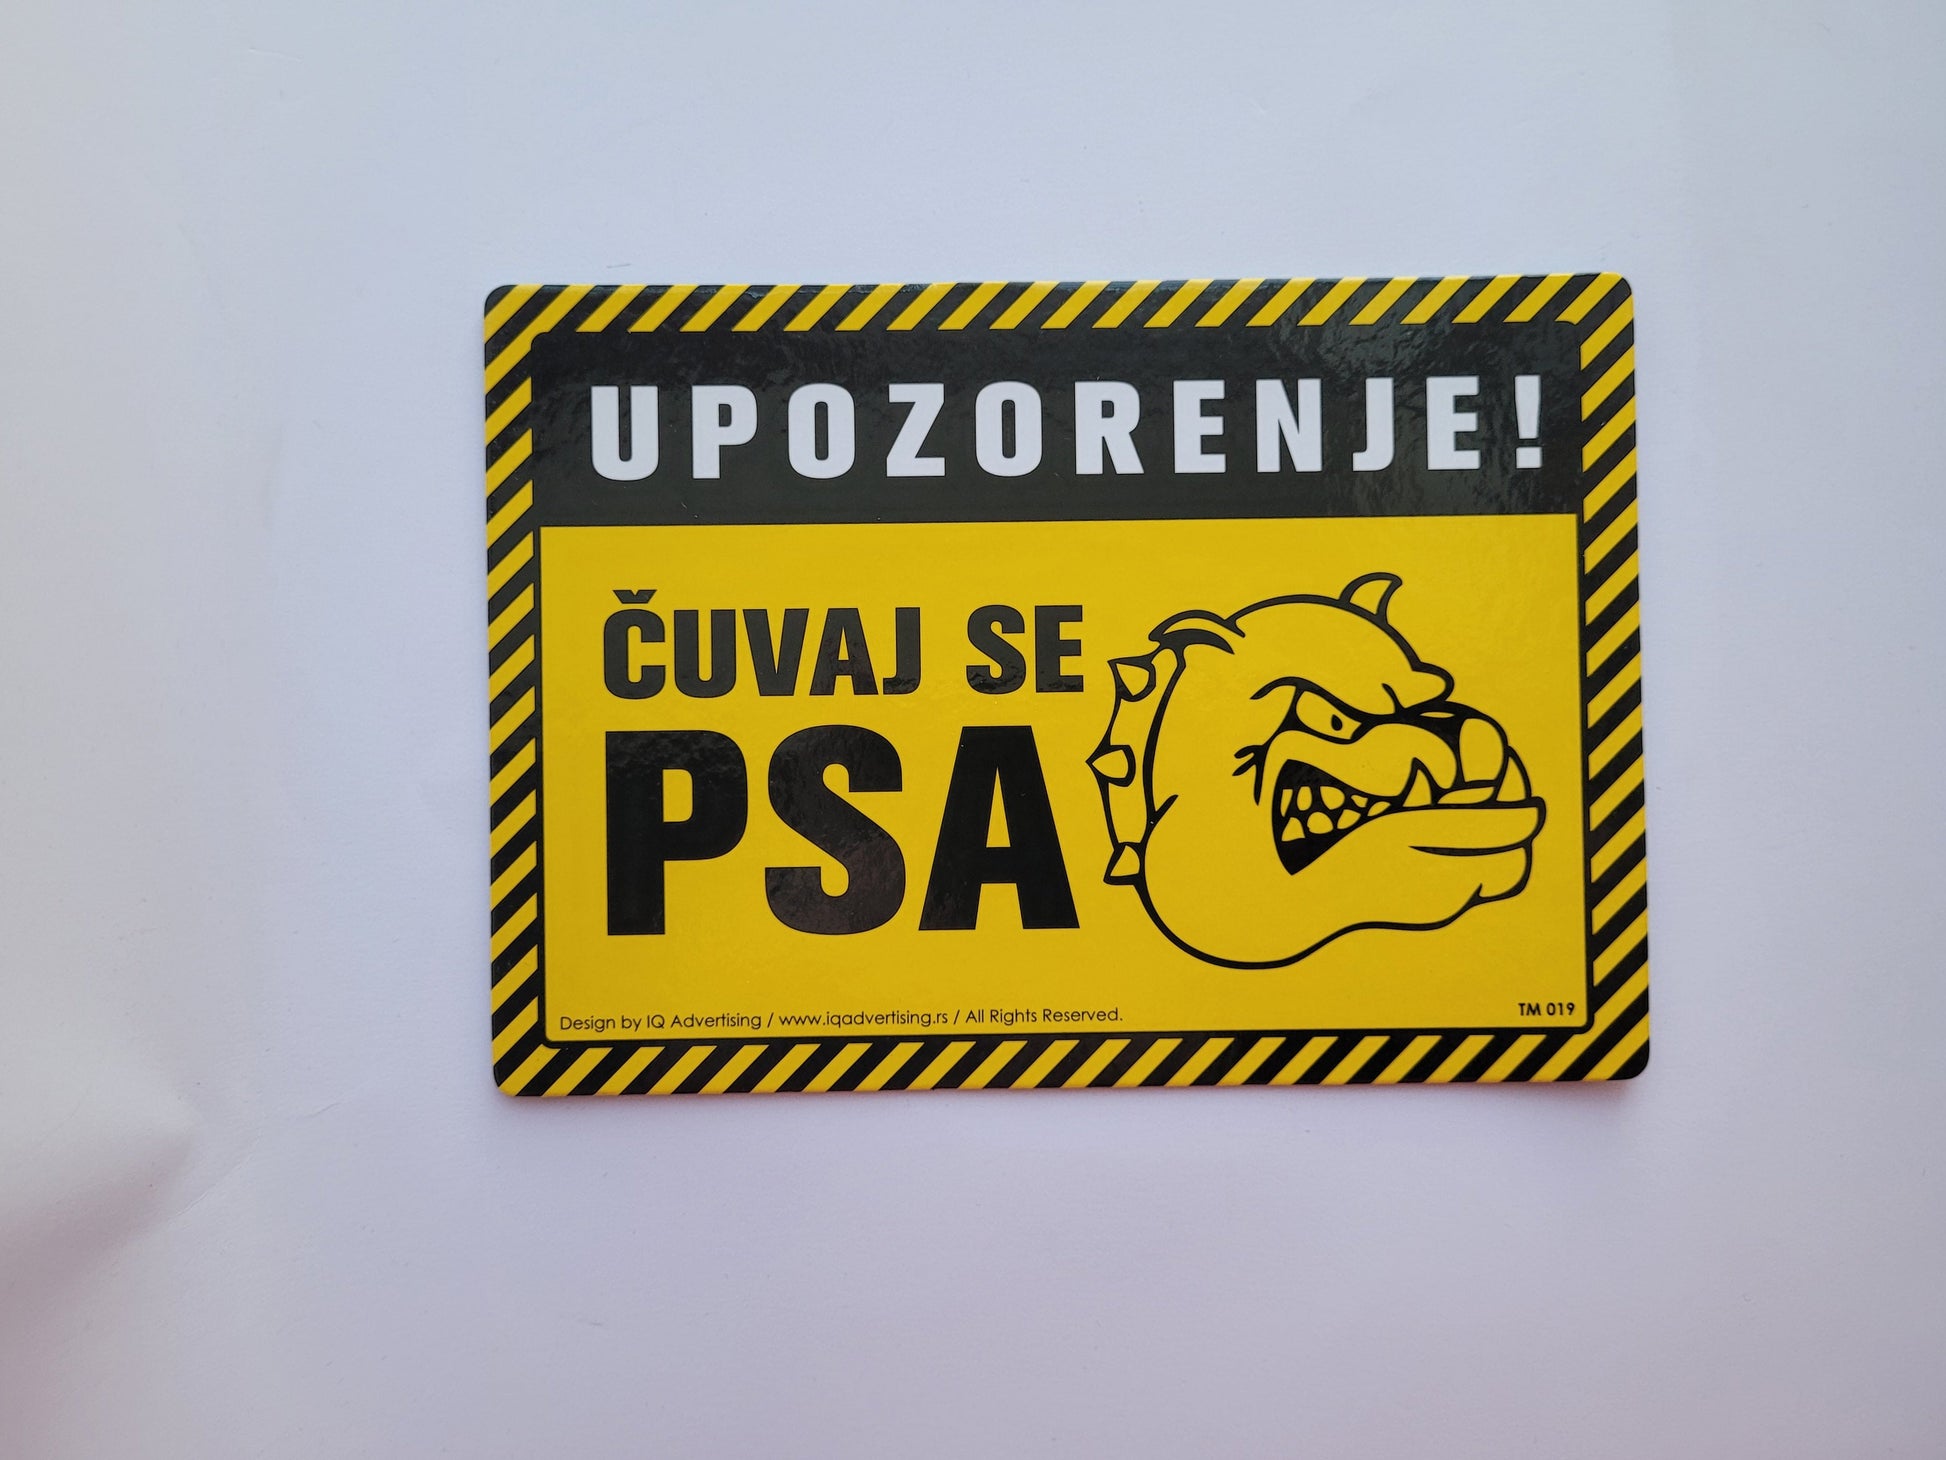 UPOZORENJE!
ČUVAJ SE
PSA
Design by IQ Advertising / www.iqadvertising.rs / All Rights Reserved.
TM 019